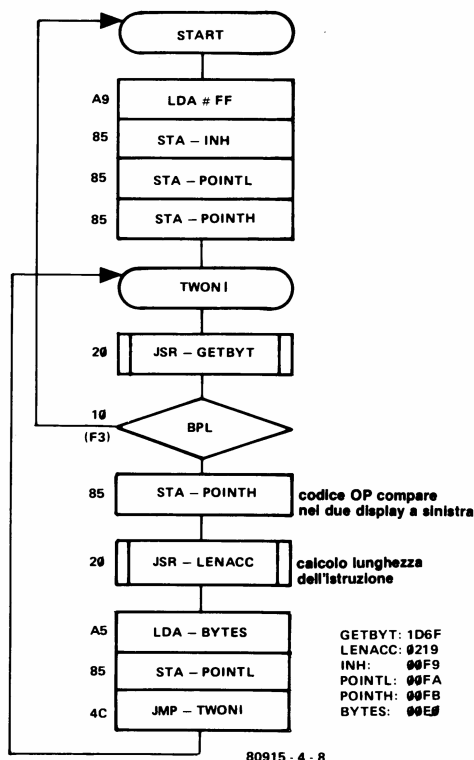 START
A9 LDA # FF
85 STA – INH
85 STA – POINTL
85 STA – POINTH
TWONI
20 JSR – GETBYT
10
(F3) BPL
85 STA – POINTH
codice OP compare
nei due display a sinistra
20 JSR – LENACC
calcolo lunghezza
dell'istruzione
A5 LDA – BYTES
85 STA – POINTL
4C JMP – TWONI
GETBYT: 1D6F
LENACC: 0219
INH: 00F9
POINTL: 00FA
POINTH: 00FB
BYTES: 00E0
80915 - 4 - 8